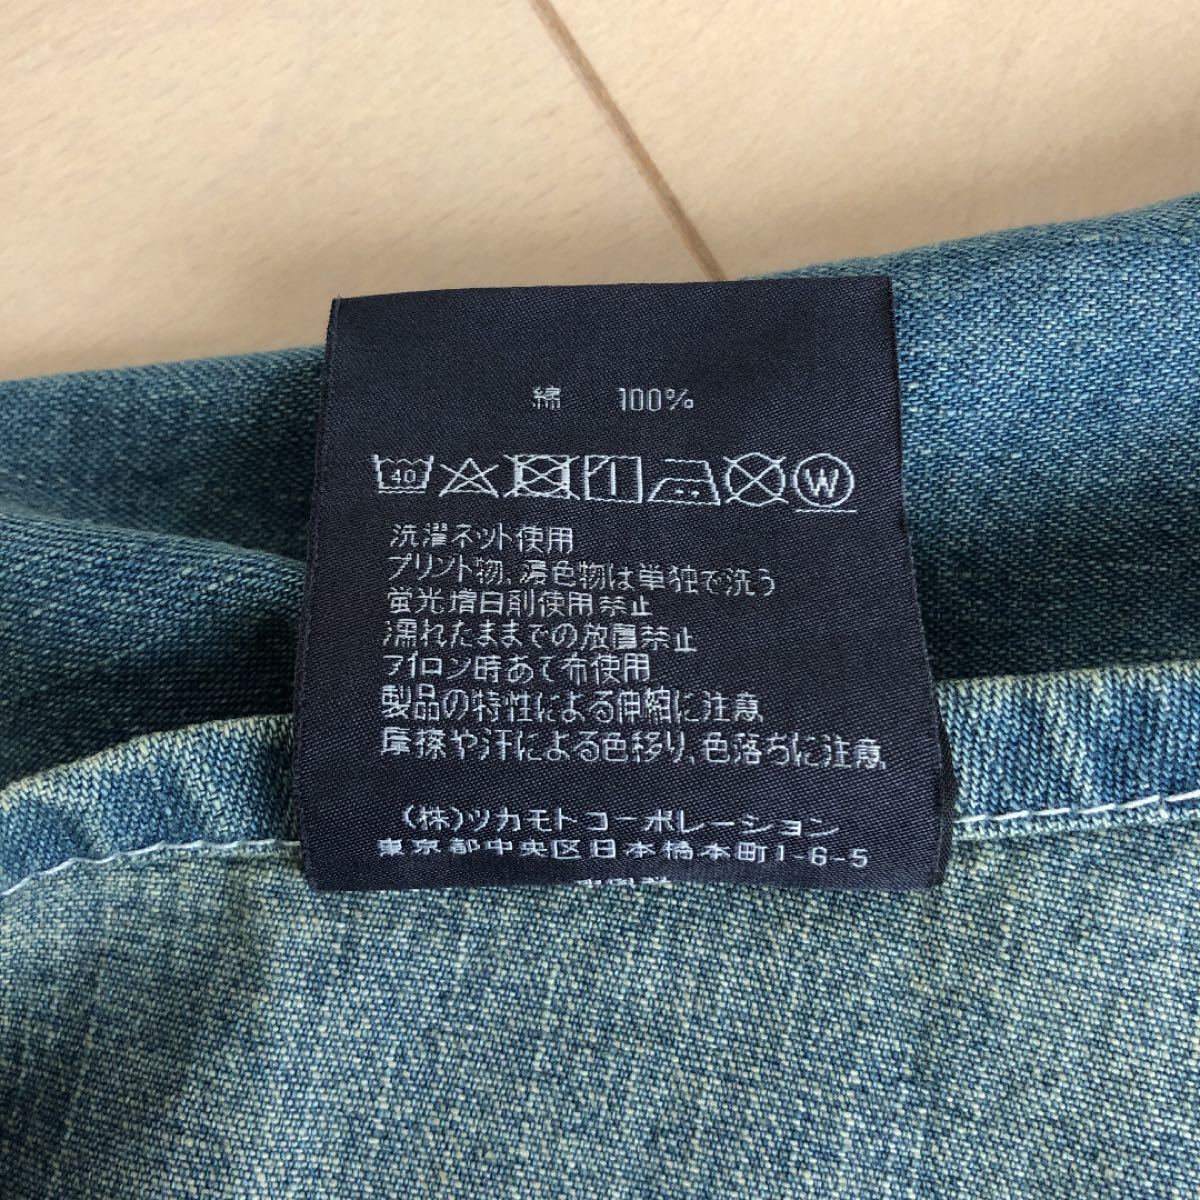 綿 100%
40 W
洗濯ネット使用
プリント物、濃色物は単独で洗う
蛍光増白剤使用禁止
濡れたままでの放置禁止
アイロン時あて布使用
製品の特性による伸縮に注意
摩擦や汗による色移り、色落ちに注意
(株)ツカモトコーポレーション
東京都中央区日本橋本町1-6-5